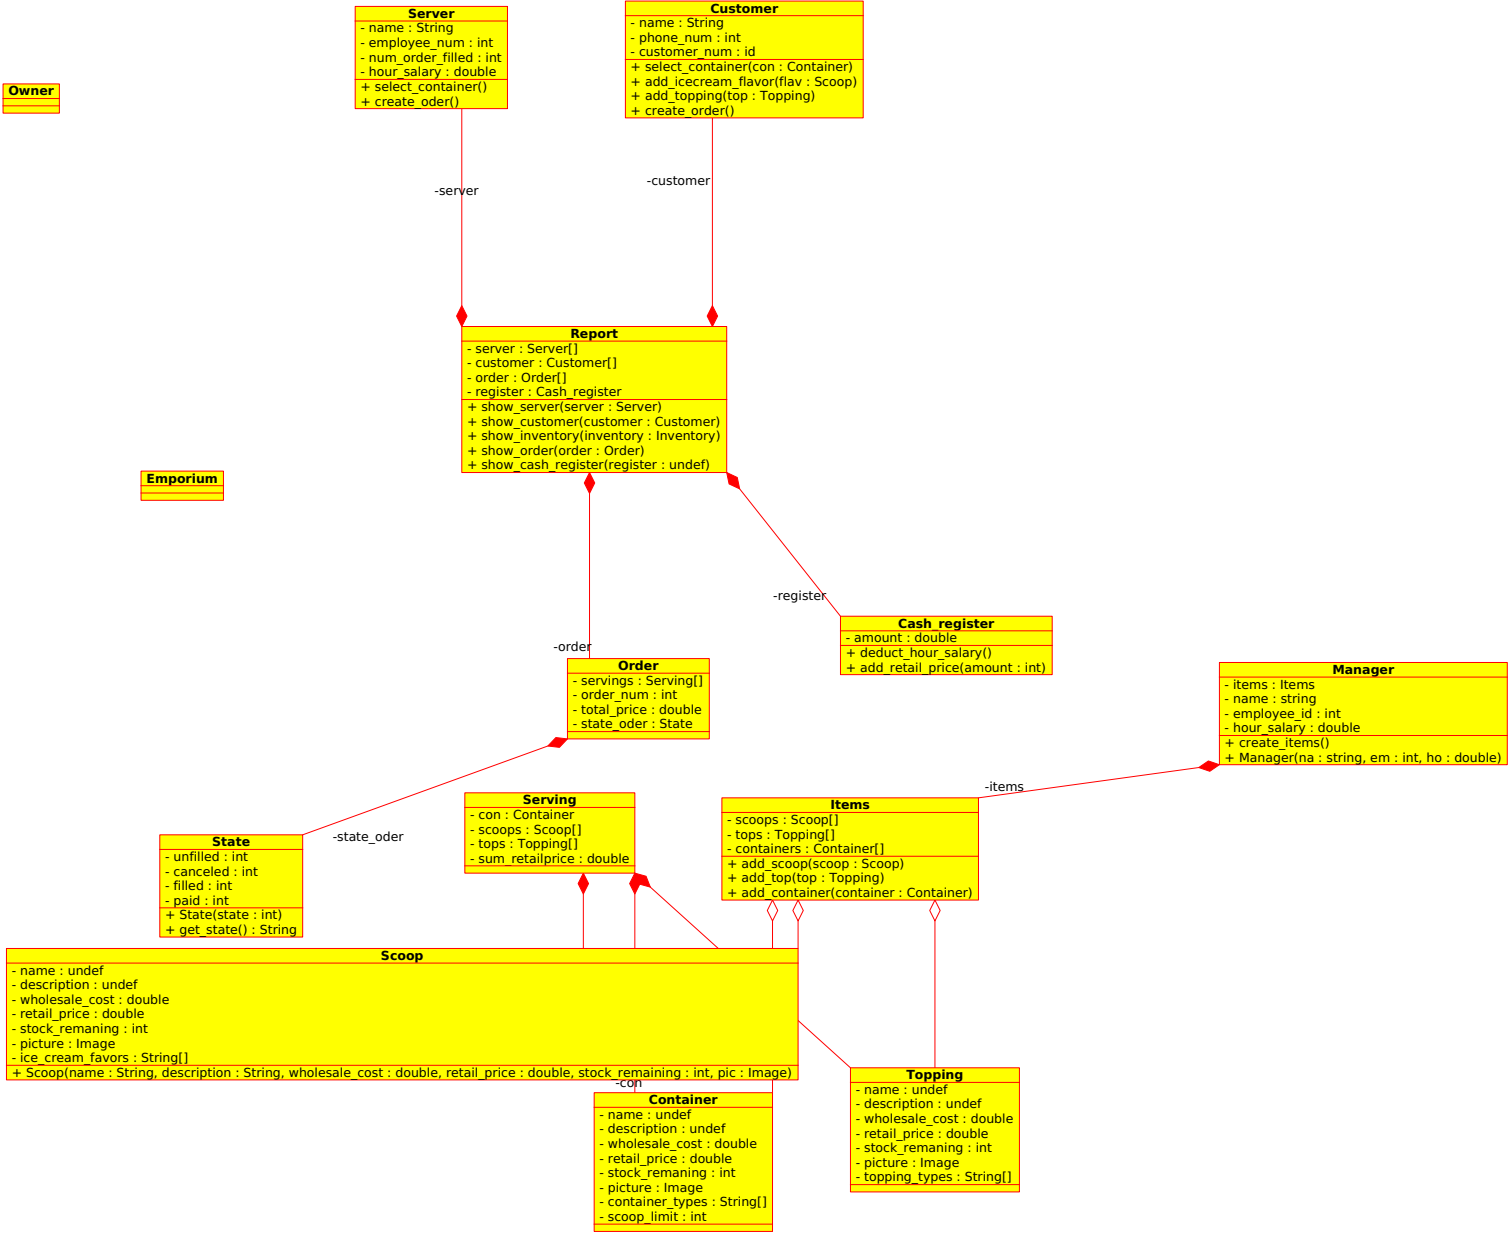 Server
- name : String
- employee_num : int
- num_order_filled : int
- hour_salary : double
+ select_container()
+ create_oder()
Customer
- name : String
- phone_num : int
- customer_num : id
+ select_container(con : Container)
+ add_icecream_flavor(flav : Scoop)
+ add_topping(top : Topping)
+ create_order()
Owner
-server
-customer
Report
- server : Server[]
- customer : Customer[]
- order : Order[]
- register : Cash_register
+ show_server(server : Server)
+ show_customer(customer : Customer)
+ show_inventory(inventory : Inventory)
+ show_order(order : Order)
+ show_cash_register(register : undef)
Emporium
-register
-order
Cash_register
- amount : double
+ deduct_hour_salary()
+ add_retail_price(amount : int)
Order
- servings : Serving[]
- order_num : int
- total_price : double
- state_oder : State
Manager
- items : Items
- name : string
- employee_id : int
- hour_salary : double
+ create_items()
+ Manager(na : string, em : int, ho : double)
-items
-state_oder
Serving
- con : Container
- scoops : Scoop[]
- tops : Topping[]
- sum_retailprice : double
Items
- scoops : Scoop[]
- tops : Topping[]
- containers : Container[]
+ add_scoop(scoop : Scoop)
+ add_top(top : Topping)
+ add_container(container : Container)
State
- unfilled : int
- canceled : int
- filled : int
- paid : int
+ State(state : int)
+ get_state() : String
Scoop
- name : undef
- description : undef
- wholesale_cost : double
- retail_price : double
- stock_remaning : int
- picture : Image
- ice_cream_favors : String[]
+ Scoop(name : String, description : String, wholesale_cost : double, retail_price : double, stock_remaning : int, pic : Image)
-con
Container
- name : undef
- description : undef
- wholesale_cost : double
- retail_price : double
- stock_remaning : int
- picture : Image
- container_types : String[]
- scoop_limit : int
Topping
- name : undef
- description : undef
- wholesale_cost : double
- retail_price : double
- stock_remaning : int
- picture : Image
- topping_types : String[]